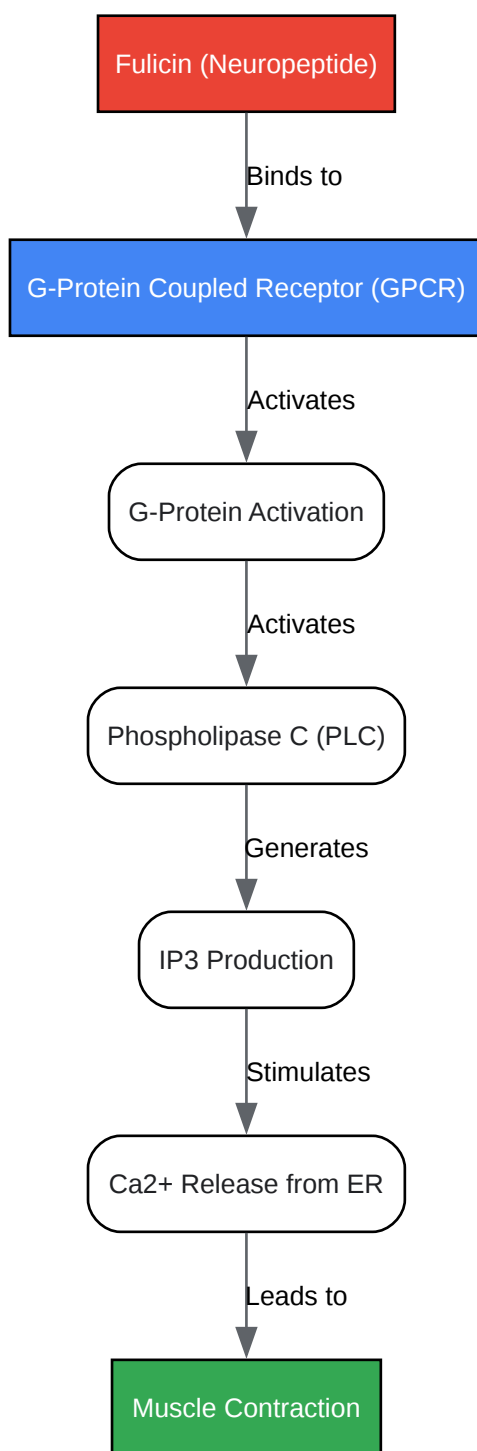 Fulicin (Neuropeptide)
Binds to
G-Protein Coupled Receptor (GPCR)
Activates
G-Protein Activation
Activates
Phospholipase C (PLC)
Generates
IP3 Production
Stimulates
Ca2+ Release from ER
Leads to
Muscle Contraction